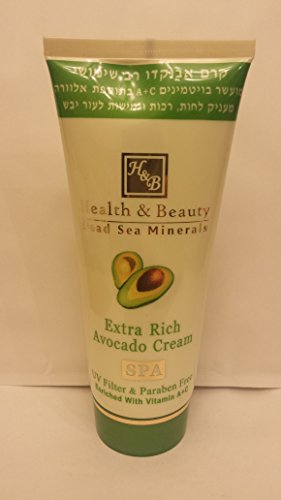 קרם אבוקדו רב שימושי
מועשר בויטמינים A+C בתוספת אלוורה
מעניק לחות, רכות וגמישות לעור יבש
H&B
Health & Beauty
Dead Sea Minerals
Extra Rich
Avocado Cream
SPA
UV Filter & Paraben Free
Enriched With Vitamin A+C